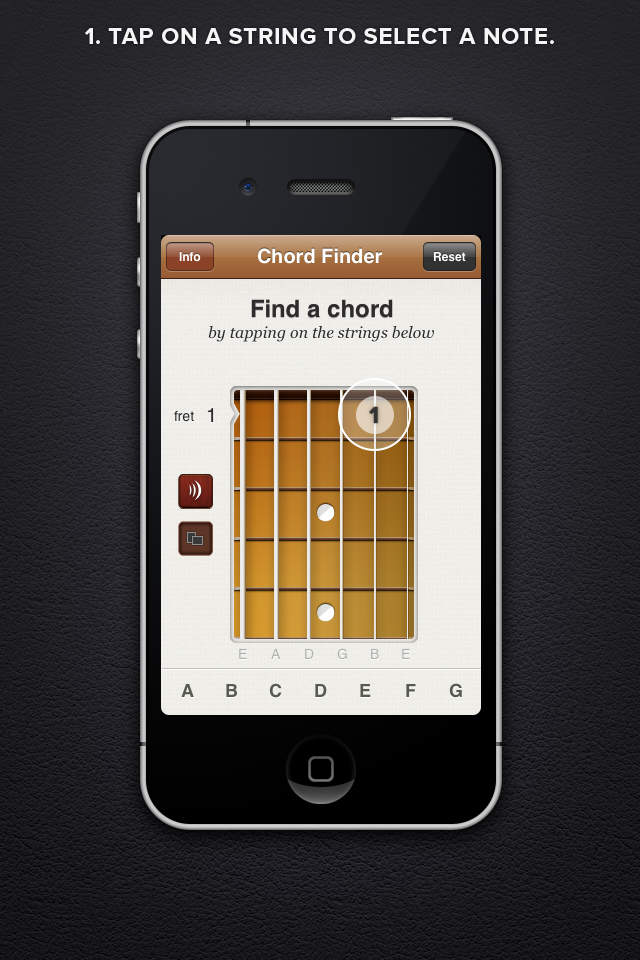 1. TAP ON A STRING TO SELECT A NOTE.
Info Chord Finder Reset
Find a chord
by tapping on the strings below
fret 1 1
E A D G B E
A B C D E F G